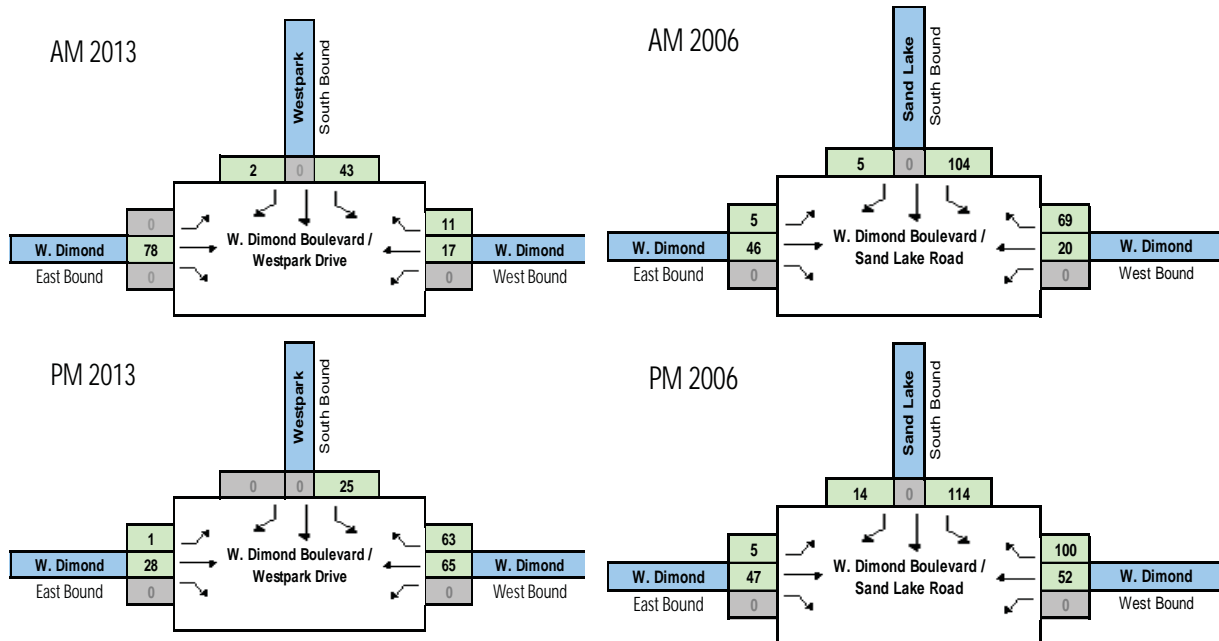 AM 2013
Westpark
South Bound
2 0 43
0
78
0
W. Dimond
East Bound
W. Dimond Boulevard /
Westpark Drive
11
17
0
W. Dimond
West Bound
AM 2006
Sand Lake
South Bound
5 0 104
5
46
0
W. Dimond
East Bound
W. Dimond Boulevard /
Sand Lake Road
69
20
0
W. Dimond
West Bound
PM 2013
Westpark
South Bound
0 0 25
1
28
0
W. Dimond
East Bound
W. Dimond Boulevard /
Westpark Drive
63
65
0
W. Dimond
West Bound
PM 2006
Sand Lake
South Bound
14 0 114
5
47
0
W. Dimond
East Bound
W. Dimond Boulevard /
Sand Lake Road
100
52
0
W. Dimond
West Bound